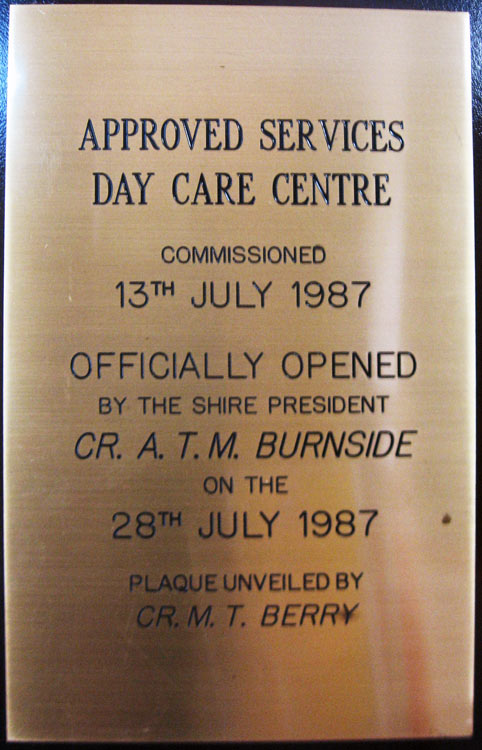 APPROVED SERVICES
DAY CARE CENTRE
COMMISSIONED
13TH JULY 1987
OFFICIALLY OPENED
BY THE SHIRE PRESIDENT
CR. A. T. M. BURNSIDE
ON THE
28TH JULY 1987
PLAQUE UNVEILED BY
CR. M. T. BERRY